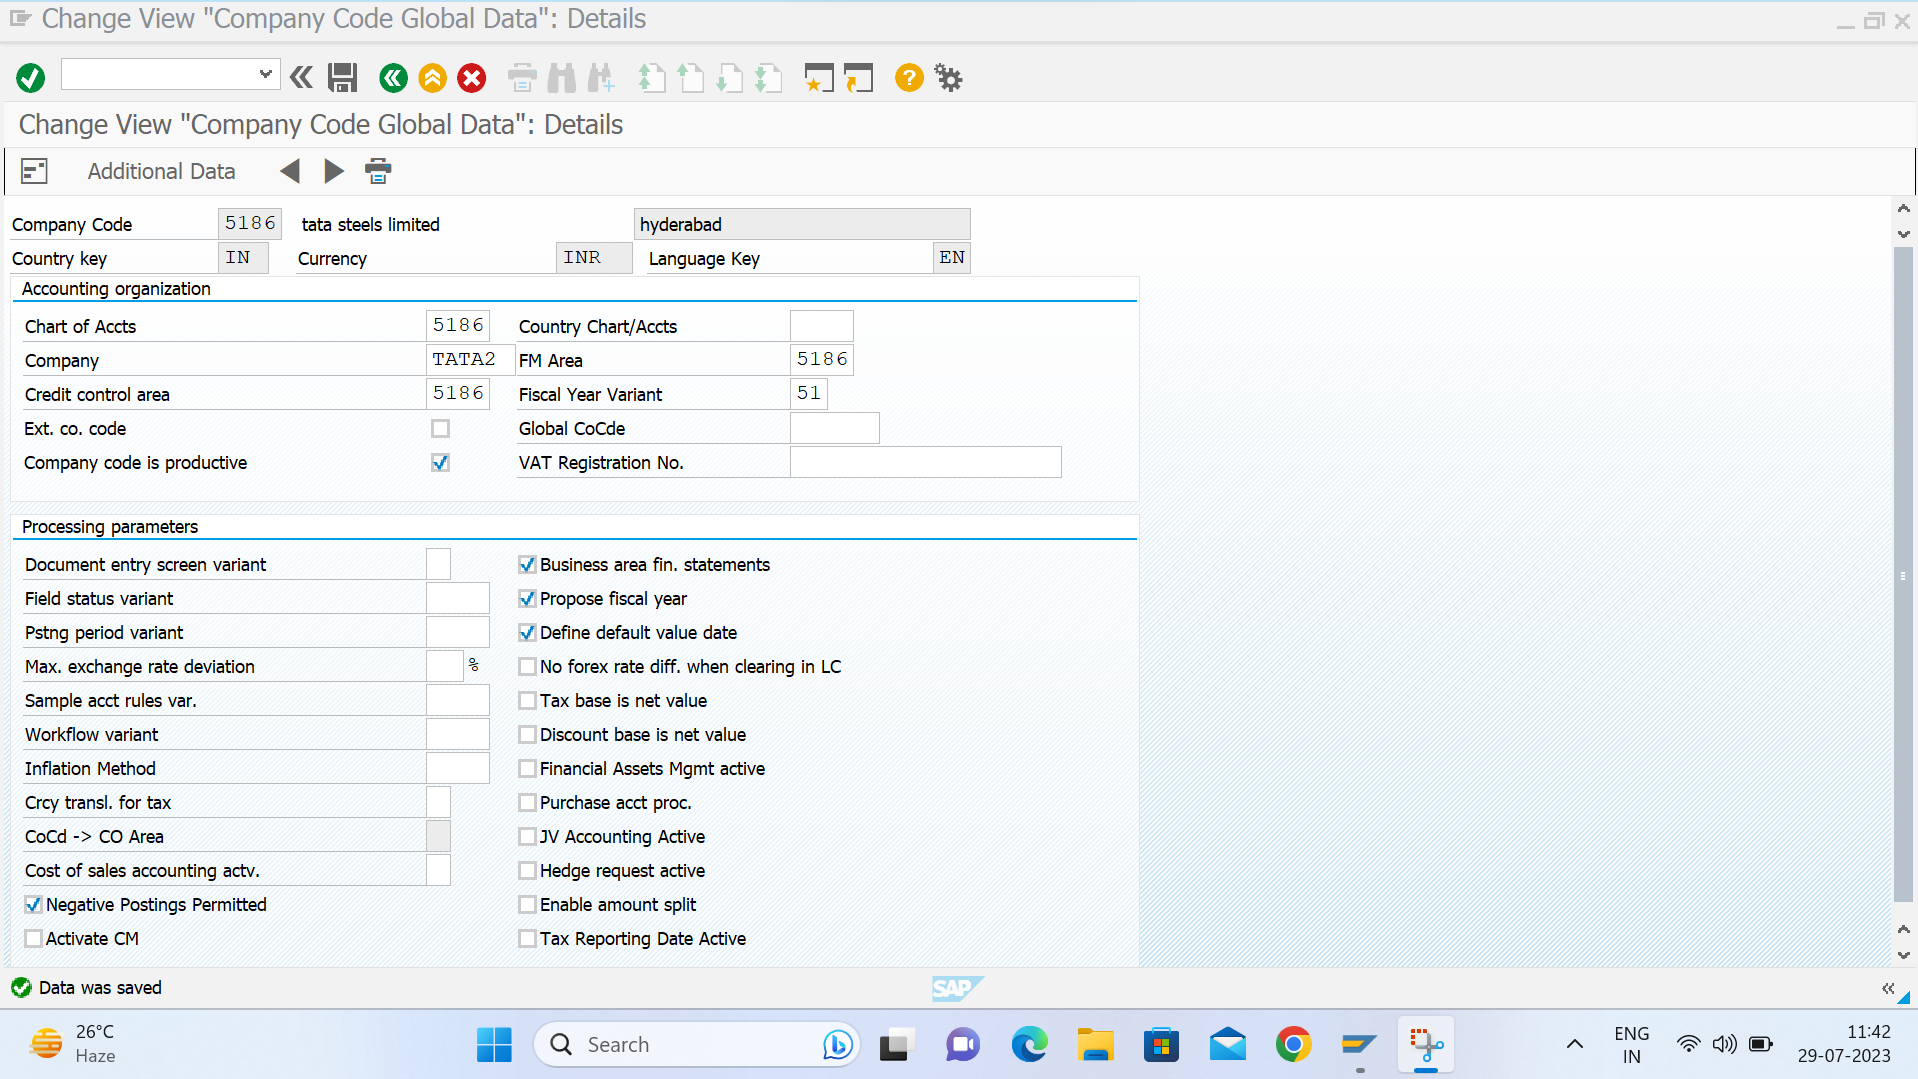 Change View "Company Code Global Data": Details
Change View "Company Code Global Data": Details
Additional Data
Company Code 5186 tata steels limited hyderabad
Country key IN Currency INR Language Key EN
Accounting organization
Chart of Accts 5186 Country Chart/Accts
Company TATA2 FM Area 5186
Credit control area 5186 Fiscal Year Variant 51
Ext. co. code Global CoCde
Company code is productive VAT Registration No.
Processing parameters
Document entry screen variant Business area fin. statements
Field status variant Propose fiscal year
Pstng period variant Define default value date
Max. exchange rate deviation % No forex rate diff. when clearing in LC
Sample acct rules var. Tax base is net value
Workflow variant Discount base is net value
Inflation Method Financial Assets Mgmt active
Crcy transl. for tax Purchase acct proc.
CoCd -> CO Area JV Accounting Active
Cost of sales accounting actv. Hedge request active
Negative Postings Permitted Enable amount split
Activate CM Tax Reporting Date Active
Data was saved SAP
26°C
Haze
Search
ENG
IN
11:42
29-07-2023